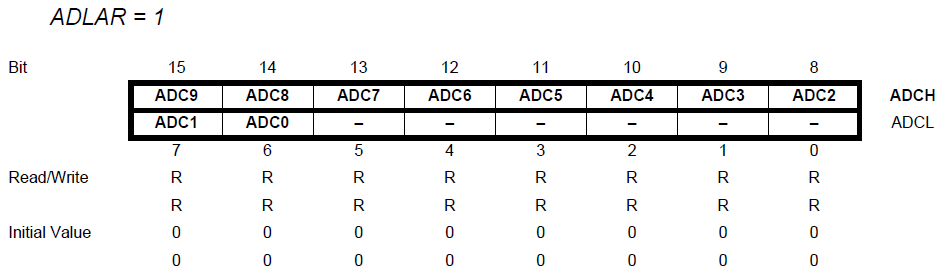 ADLAR = 1
Bit 15 14 13 12 11 10 9 8
ADC9 ADC8 ADC7 ADC6 ADC5 ADC4 ADC3 ADC2 ADCH
ADC1 ADC0 – – – – – – ADCL
7 6 5 4 3 2 1 0
Read/Write R R R R R R R R
R R R R R R R R
Initial Value 0 0 0 0 0 0 0 0
0 0 0 0 0 0 0 0